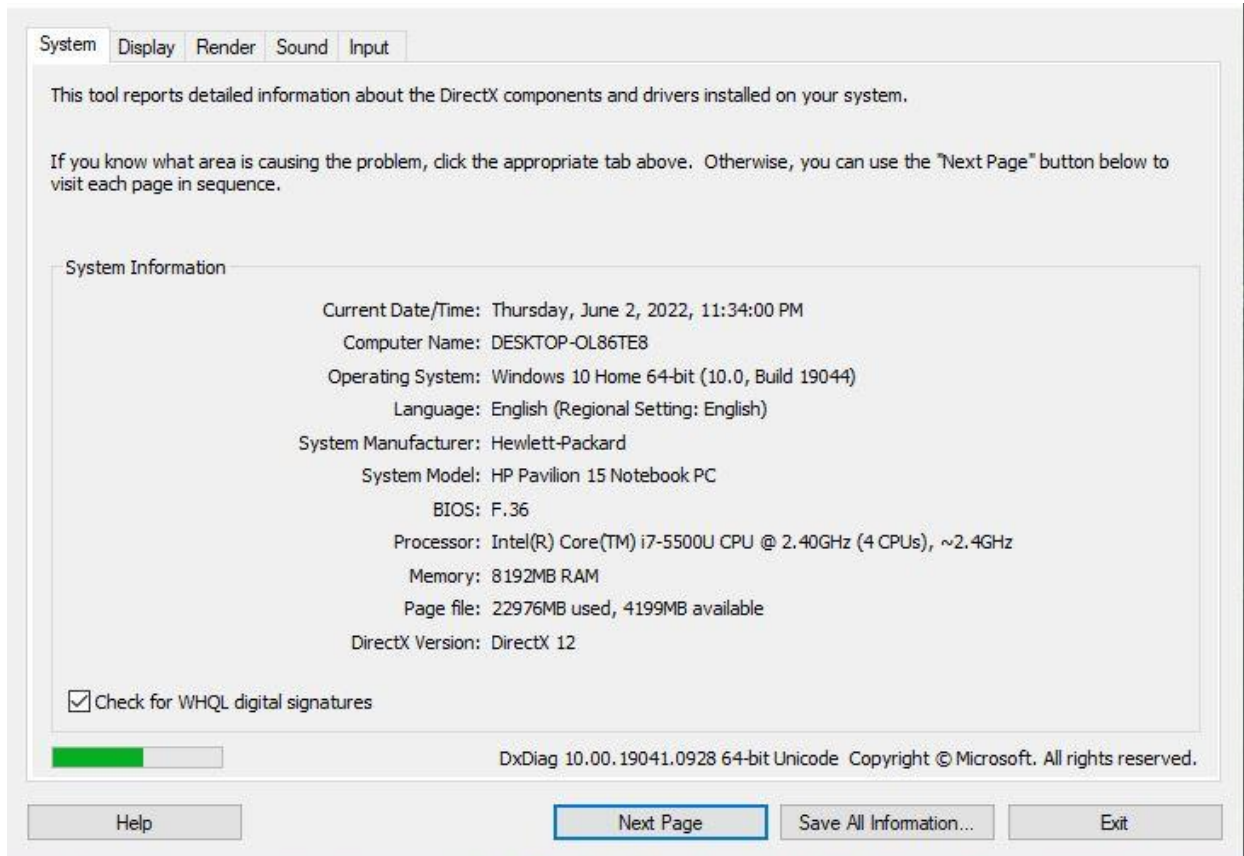 System Display Render Sound Input
This tool reports detailed information about the DirectX components and drivers installed on your system.
If you know what area is causing the problem, click the appropriate tab above. Otherwise, you can use the "Next Page" button below to
visit each page in sequence.
System Information
Current Date/Time: Thursday, June 2, 2022, 11:34:00 PM
Computer Name: DESKTOP-OL86TE8
Operating System: Windows 10 Home 64-bit (10.0, Build 19044)
Language: English (Regional Setting: English)
System Manufacturer: Hewlett-Packard
System Model: HP Pavilion 15 Notebook PC
BIOS: F.36
Processor: Intel(R) Core(TM) i7-5500U CPU @ 2.40GHz (4 CPUs), ~2.4GHz
Memory: 8192MB RAM
Page file: 22976MB used, 4199MB available
DirectX Version: DirectX 12
Check for WHQL digital signatures
DxDiag 10.00.19041.0928 64-bit Unicode Copyright © Microsoft. All rights reserved.
Help Next Page Save All Information... Exit